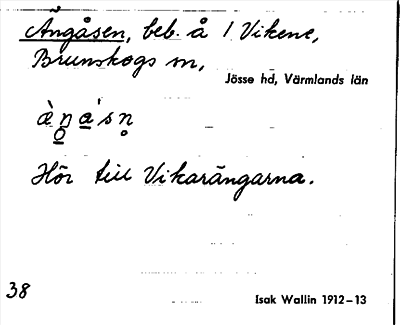 Ängåsen, beb. å 1 Vikene,
Brunskogs sn,
Jösse hd, Värmlands län
Hör till Vikarängarna.
38
Isak Wallin 1912-13